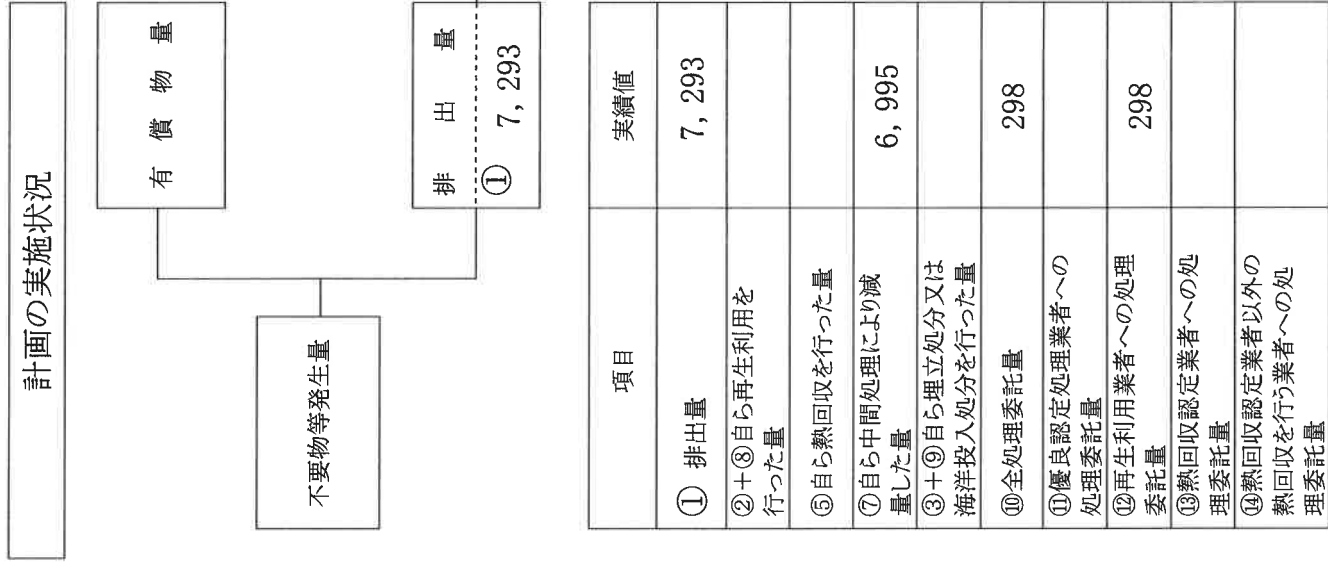 計画の実施状況
有 償 物 量
不要物等発生量
排 出 量
① 7, 293
項目 実績値
① 排出量 7, 293
②+⑧自ら再生利用を
行った量
⑤自ら熱回収を行った量
⑦自ら中間処理により減
量した量 6, 995
③+⑨自ら埋立処分又は
海洋投入処分を行った量
⑩全処理委託量 298
⑪優良認定処理業者への
処理委託量
⑫再生利用業者への処理
委託量 298
⑬熱回収認定業者への処
理委託量
⑭熱回収認定業者以外の
熱回収を行う業者への処
理委託量